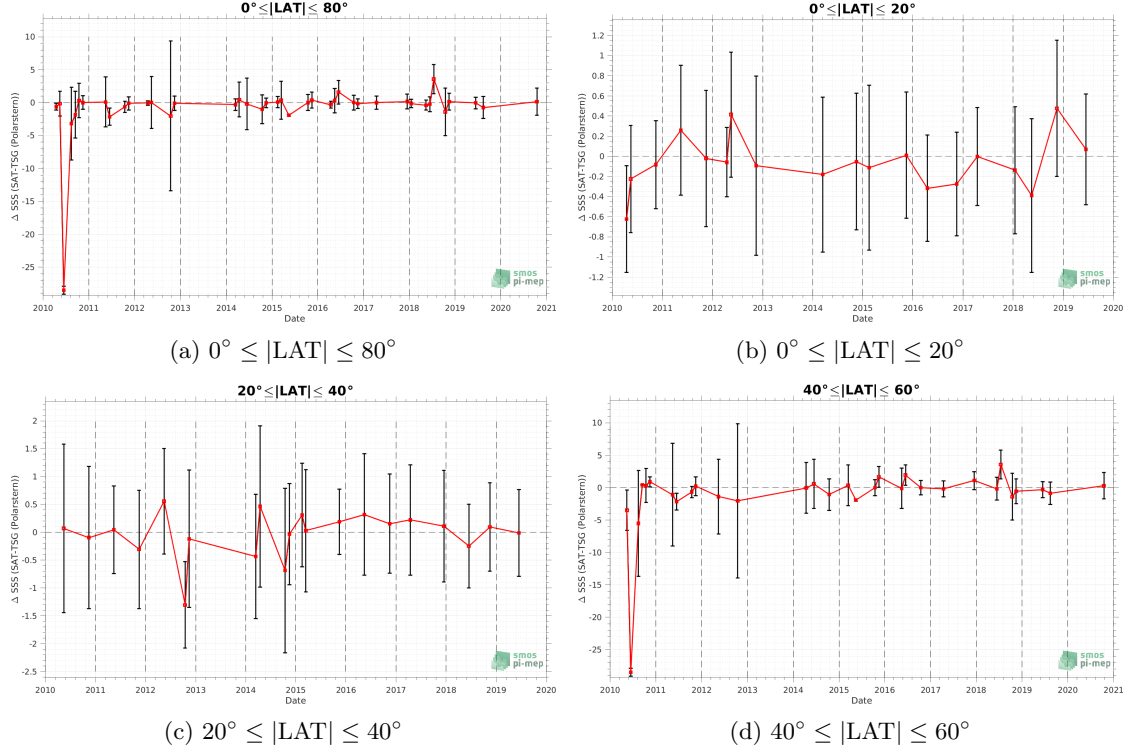 0°≤|LAT|≤ 80°
Δ SSS (SAT-TSG (Polarstern))
10
5
0
-5
-10
-15
-20
-25
2010 2011 2012 2013 2014 2015 2016 2017 2018 2019 2020 2021
Date
smos
pi-mep
(a) 0° ≤ |LAT| ≤ 80°
0°≤|LAT|≤ 20°
Δ SSS (SAT-TSG (Polarstern))
1.2
1
0.8
0.6
0.4
0.2
0
-0.2
-0.4
-0.6
-0.8
-1
-1.2
2010 2011 2012 2013 2014 2015 2016 2017 2018 2019 2020
Date
smos
pi-mep
(b) 0° ≤ |LAT| ≤ 20°
20°≤|LAT|≤ 40°
Δ SSS (SAT-TSG (Polarstern))
2
1.5
1
0.5
0
-0.5
-1
-1.5
-2
-2.5
2010 2011 2012 2013 2014 2015 2016 2017 2018 2019 2020
Date
smos
pi-mep
(c) 20° ≤ |LAT| ≤ 40°
40°≤|LAT|≤ 60°
Δ SSS (SAT-TSG (Polarstern))
10
5
0
-5
-10
-15
-20
-25
2010 2011 2012 2013 2014 2015 2016 2017 2018 2019 2020 2021
Date
smos
pi-mep
(d) 40° ≤ |LAT| ≤ 60°